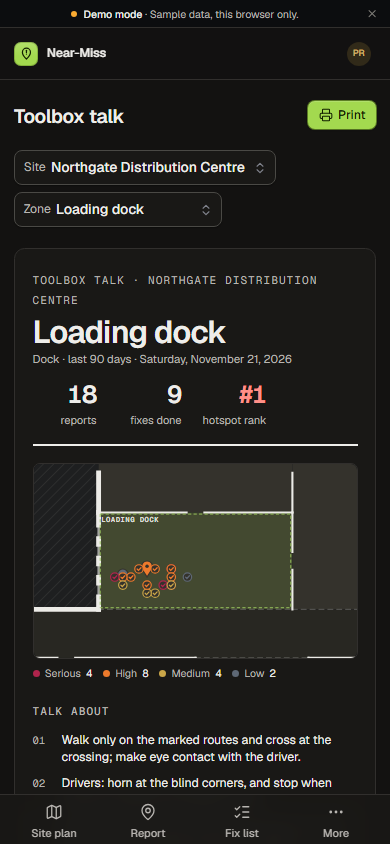 Demo mode · Sample data, this browser only.
Near-Miss
PR
Toolbox talk
Print
Site Northgate Distribution Centre
Zone Loading dock
TOOLBOX TALK · NORTHGATE DISTRIBUTION
CENTRE
Loading dock
Dock · last 90 days · Saturday, November 21, 2026
18 9 #1
reports fixes done hotspot rank
LOADING DOCK
Serious 4 High 8 Medium 4 Low 2
TALK ABOUT
01 Walk only on the marked routes and cross at the
crossing; make eye contact with the driver.
02 Drivers: horn at the blind corners, and stop when
Site plan Report Fix list More